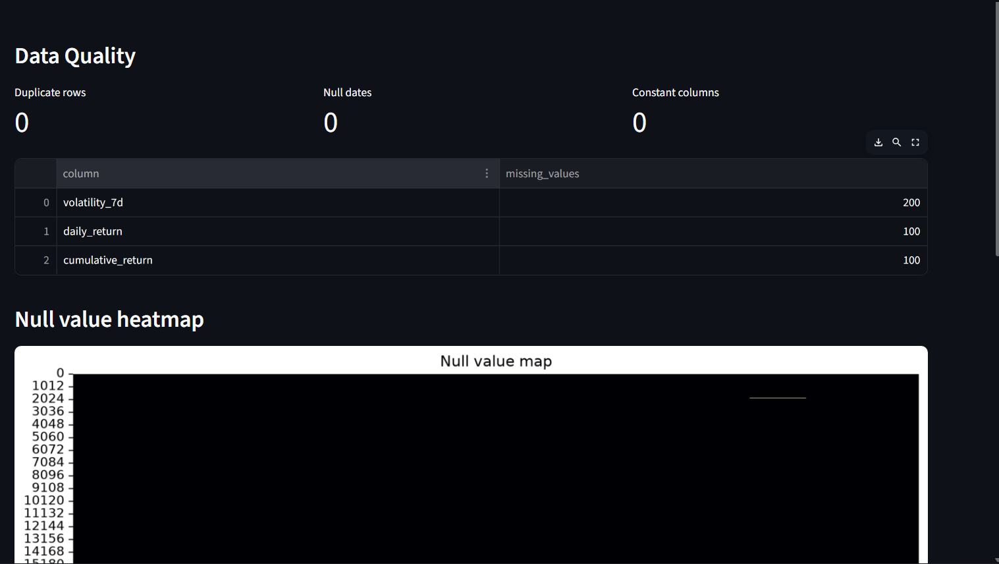 Data Quality
Duplicate rows Null dates Constant columns
0 0 0
column missing_values
0 volatility_7d 200
1 daily_return 100
2 cumulative_return 100
Null value heatmap
Null value map
0
1012
2024
3036
4048
5060
6072
7084
8096
9108
10120
11132
12144
13156
14168
15180